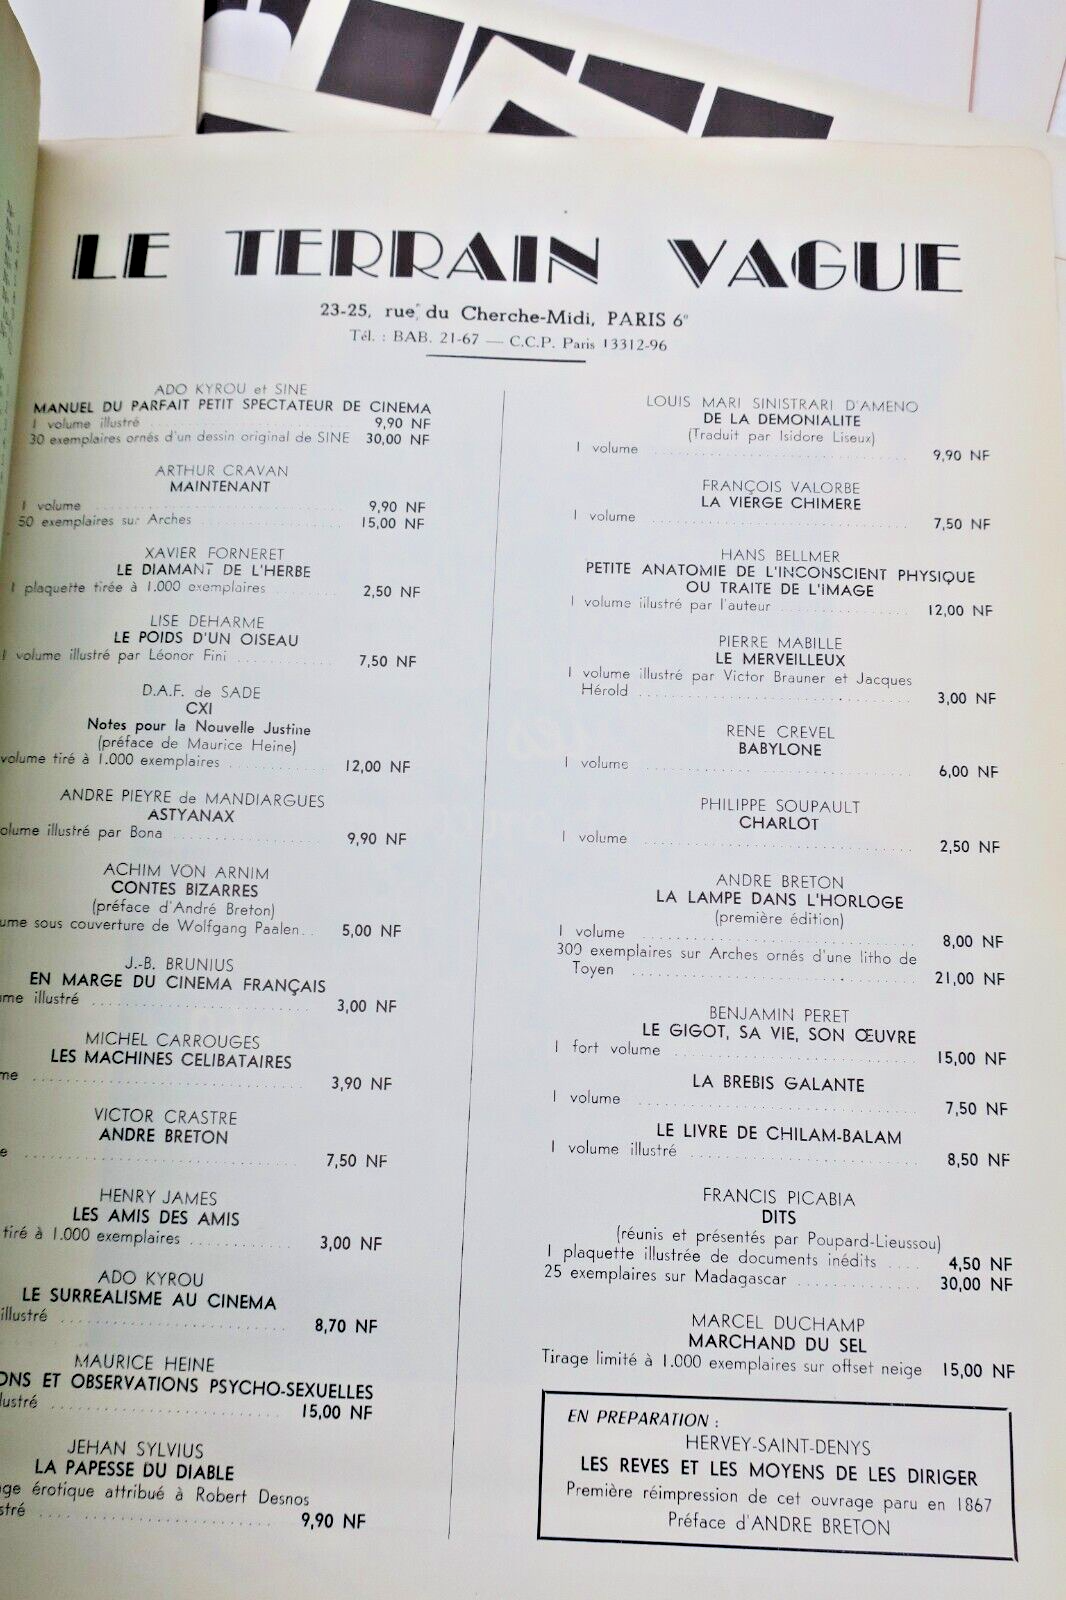 LE TERRAIN VAGUE
23-25, rue du Cherche-Midi, PARIS 6e
Tél. : BAB. 21-67 — C.C.P. Paris 13312-96
ADO KYROU et SINE
MANUEL DU PARFAIT PETIT SPECTATEUR DE CINEMA
1 volume illustré 9,90 NF
30 exemplaires ornés d'un dessin original de SINE 30,00 NF
ARTHUR CRAVAN
MAINTENANT
1 volume 9,90 NF
50 exemplaires sur Arches 15,00 NF
XAVIER FORNERET
LE DIAMANT DE L'HERBE
1 plaquette tirée à 1.000 exemplaires 2,50 NF
LISE DEHARME
LE POIDS D'UN OISEAU
1 volume illustré par Léonor Fini 7,50 NF
D.A.F. de SADE
CXI
Notes pour la Nouvelle Justine
(préface de Maurice Heine)
volume tiré à 1.000 exemplaires 12,00 NF
ANDRE PIEYRE de MANDIARGUES
ASTYANAX
olume illustré par Bona 9,90 NF
ACHIM VON ARNIM
CONTES BIZARRES
(préface d'André Breton)
ume sous couverture de Wolfgang Paalen.. 5,00 NF
J.-B. BRUNIUS
EN MARGE DU CINEMA FRANÇAIS
me illustré 3,00 NF
MICHEL CARROUGES
LES MACHINES CELIBATAIRES
me 3,90 NF
VICTOR CRASTRE
ANDRE BRETON
e 7,50 NF
HENRY JAMES
LES AMIS DES AMIS
tiré à 1.000 exemplaires 3,00 NF
ADO KYROU
LE SURREALISME AU CINEMA
illustré 8,70 NF
MAURICE HEINE
ONS ET OBSERVATIONS PSYCHO-SEXUELLES
lustré 15,00 NF
JEHAN SYLVIUS
LA PAPESSE DU DIABLE
ge érotique attribué à Robert Desnos
stré 9,90 NF
LOUIS MARI SINISTRARI D'AMENO
DE LA DEMONIALITE
(Traduit par Isidore Liseux)
1 volume 9,90 NF
FRANÇOIS VALORBE
LA VIERGE CHIMERE
1 volume 7,50 NF
HANS BELLMER
PETITE ANATOMIE DE L'INCONSCIENT PHYSIQUE
OU TRAITE DE L'IMAGE
1 volume illustré par l'auteur 12,00 NF
PIERRE MABILLE
LE MERVEILLEUX
1 volume illustré par Victor Brauner et Jacques
Hérold 3,00 NF
RENE CREVEL
BABYLONE
1 volume 6,00 NF
PHILIPPE SOUPAULT
CHARLOT
1 volume 2,50 NF
ANDRE BRETON
LA LAMPE DANS L'HORLOGE
(première édition)
1 volume 8,00 NF
300 exemplaires sur Arches ornés d'une litho de
Toyen 21,00 NF
BENJAMIN PERET
LE GIGOT, SA VIE, SON ŒUVRE
1 fort volume 15,00 NF
LA BREBIS GALANTE
1 volume 7,50 NF
LE LIVRE DE CHILAM-BALAM
1 volume illustré 8,50 NF
FRANCIS PICABIA
DITS
(réunis et présentés par Poupard-Lieussou)
1 plaquette illustrée de documents inédits .... 4,50 NF
25 exemplaires sur Madagascar 30,00 NF
MARCEL DUCHAMP
MARCHAND DU SEL
Tirage limité à 1.000 exemplaires sur offset neige 15,00 NF
EN PREPARATION :
HERVEY-SAINT-DENYS
LES REVES ET LES MOYENS DE LES DIRIGER
Première réimpression de cet ouvrage paru en 1867
Préface d'ANDRE BRETON